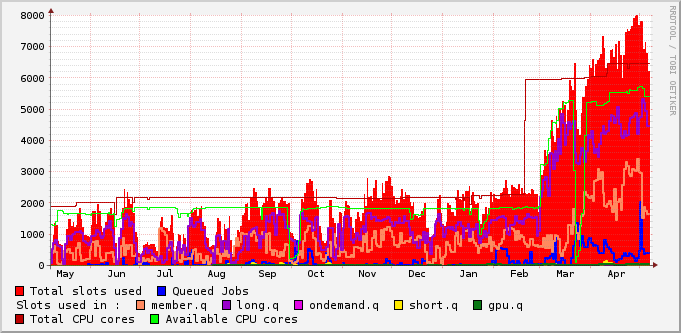 RRDTOOL / TOBI OETIKER
8000
7000
6000
5000
4000
3000
2000
1000
0
May Jun Jul Aug Sep Oct Nov Dec Jan Feb Mar Apr
Total slots used Queued Jobs
Slots used in : member.q long.q ondemand.q short.q gpu.q
Total CPU cores Available CPU cores